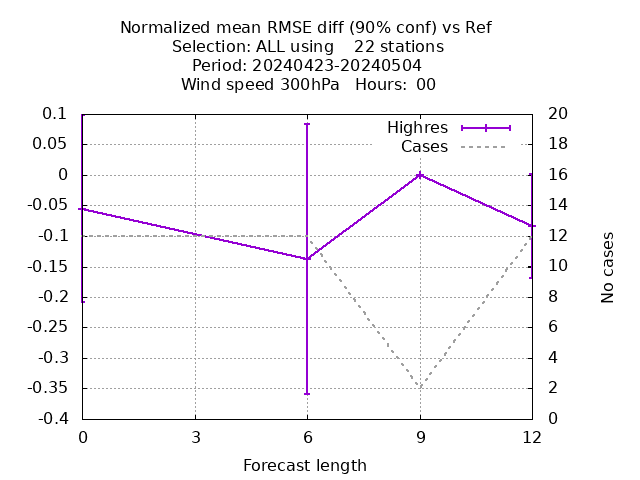 Normalized mean RMSE diff (90% conf) vs Ref
Selection: ALL using    22 stations
Period: 20240423-20240504
Wind speed 300hPa   Hours:  00
Highres
Cases
0.1
0.05
0
-0.05
-0.1
-0.15
-0.2
-0.25
-0.3
-0.35
-0.4
20
18
16
14
12
10
8
6
4
2
0
No cases
0 3 6 9 12
Forecast length